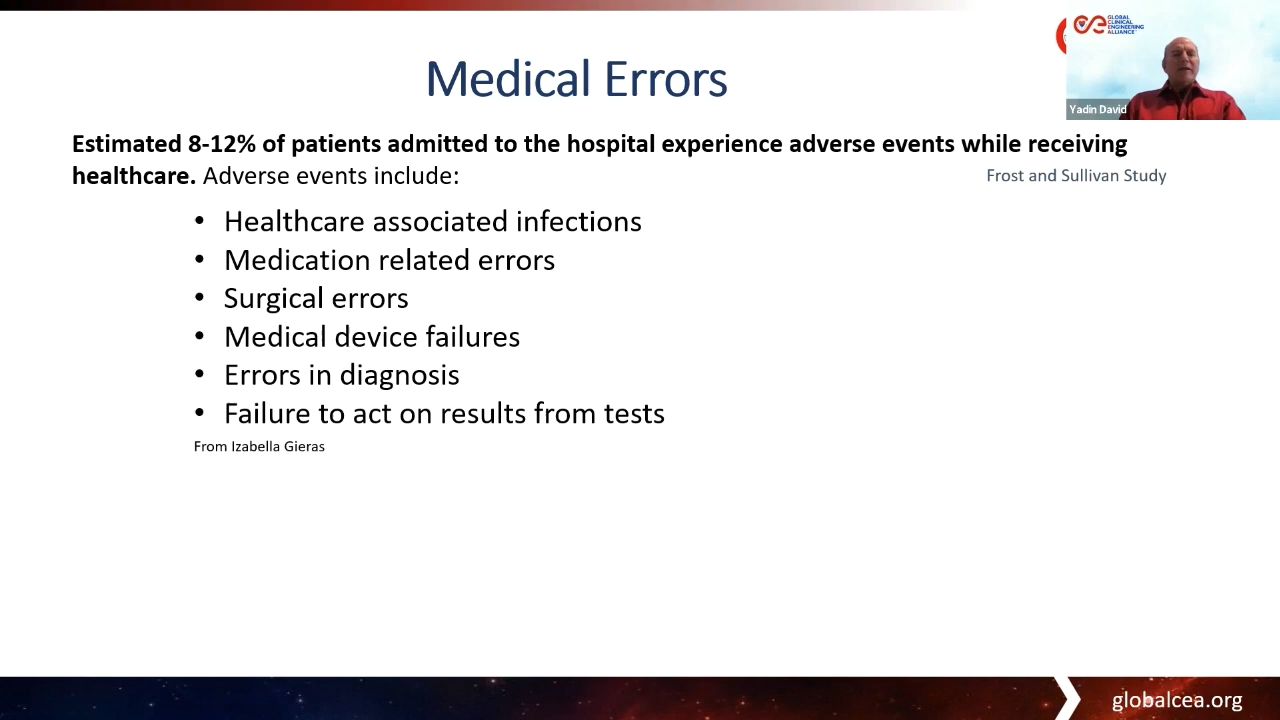 Medical Errors
GLOBAL
CLINICAL
ENGINEERING
ALLIANCE
Yadin David
Estimated 8-12% of patients admitted to the hospital experience adverse events while receiving
healthcare. Adverse events include:
Frost and Sullivan Study
• Healthcare associated infections
• Medication related errors
• Surgical errors
• Medical device failures
• Errors in diagnosis
• Failure to act on results from tests
From Izabella Gieras
globalcea.org